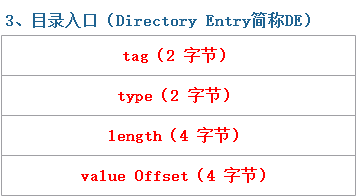 3、目录入口（Directory Entry简称DE）
tag（2 字节）
type（2 字节）
length（4 字节）
value Offset（4 字节）